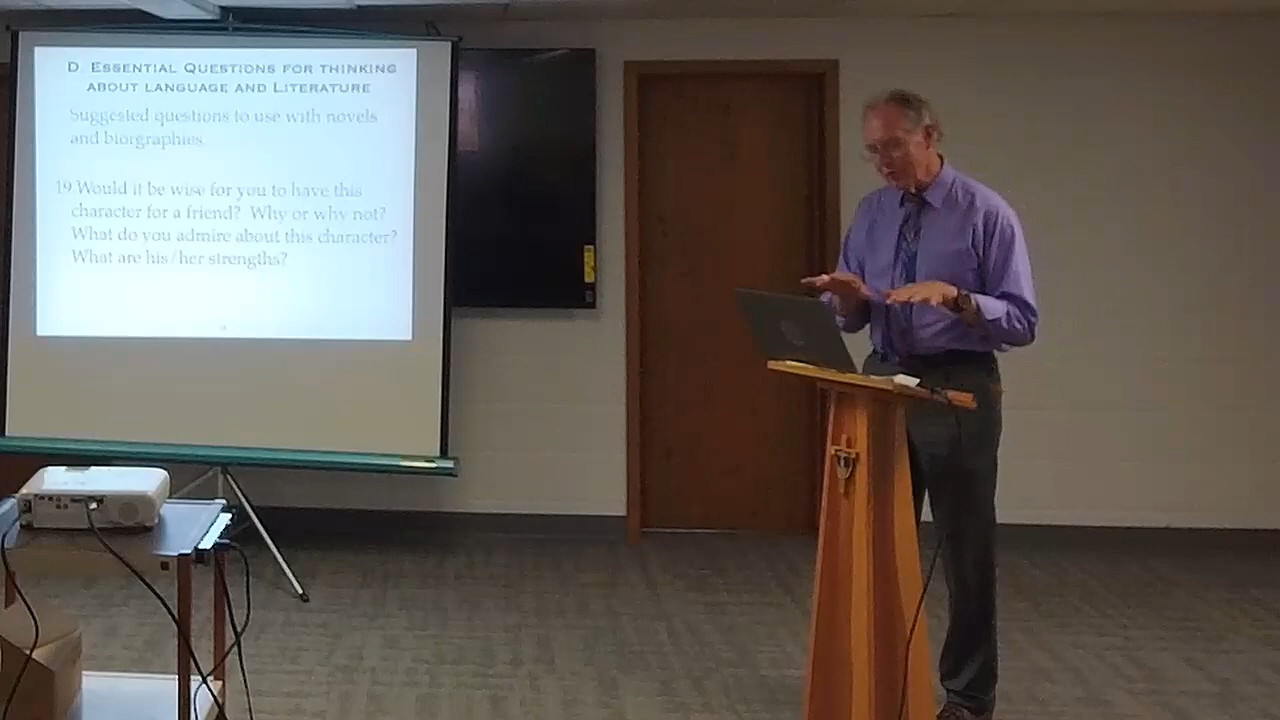 D. Essential Questions for thinking
about language and Literature
Suggested questions to use with novels
and biorgraphies.
19 Would it be wise for you to have this
character for a friend? Why or why not?
What do you admire about this character?
What are his/her strengths?